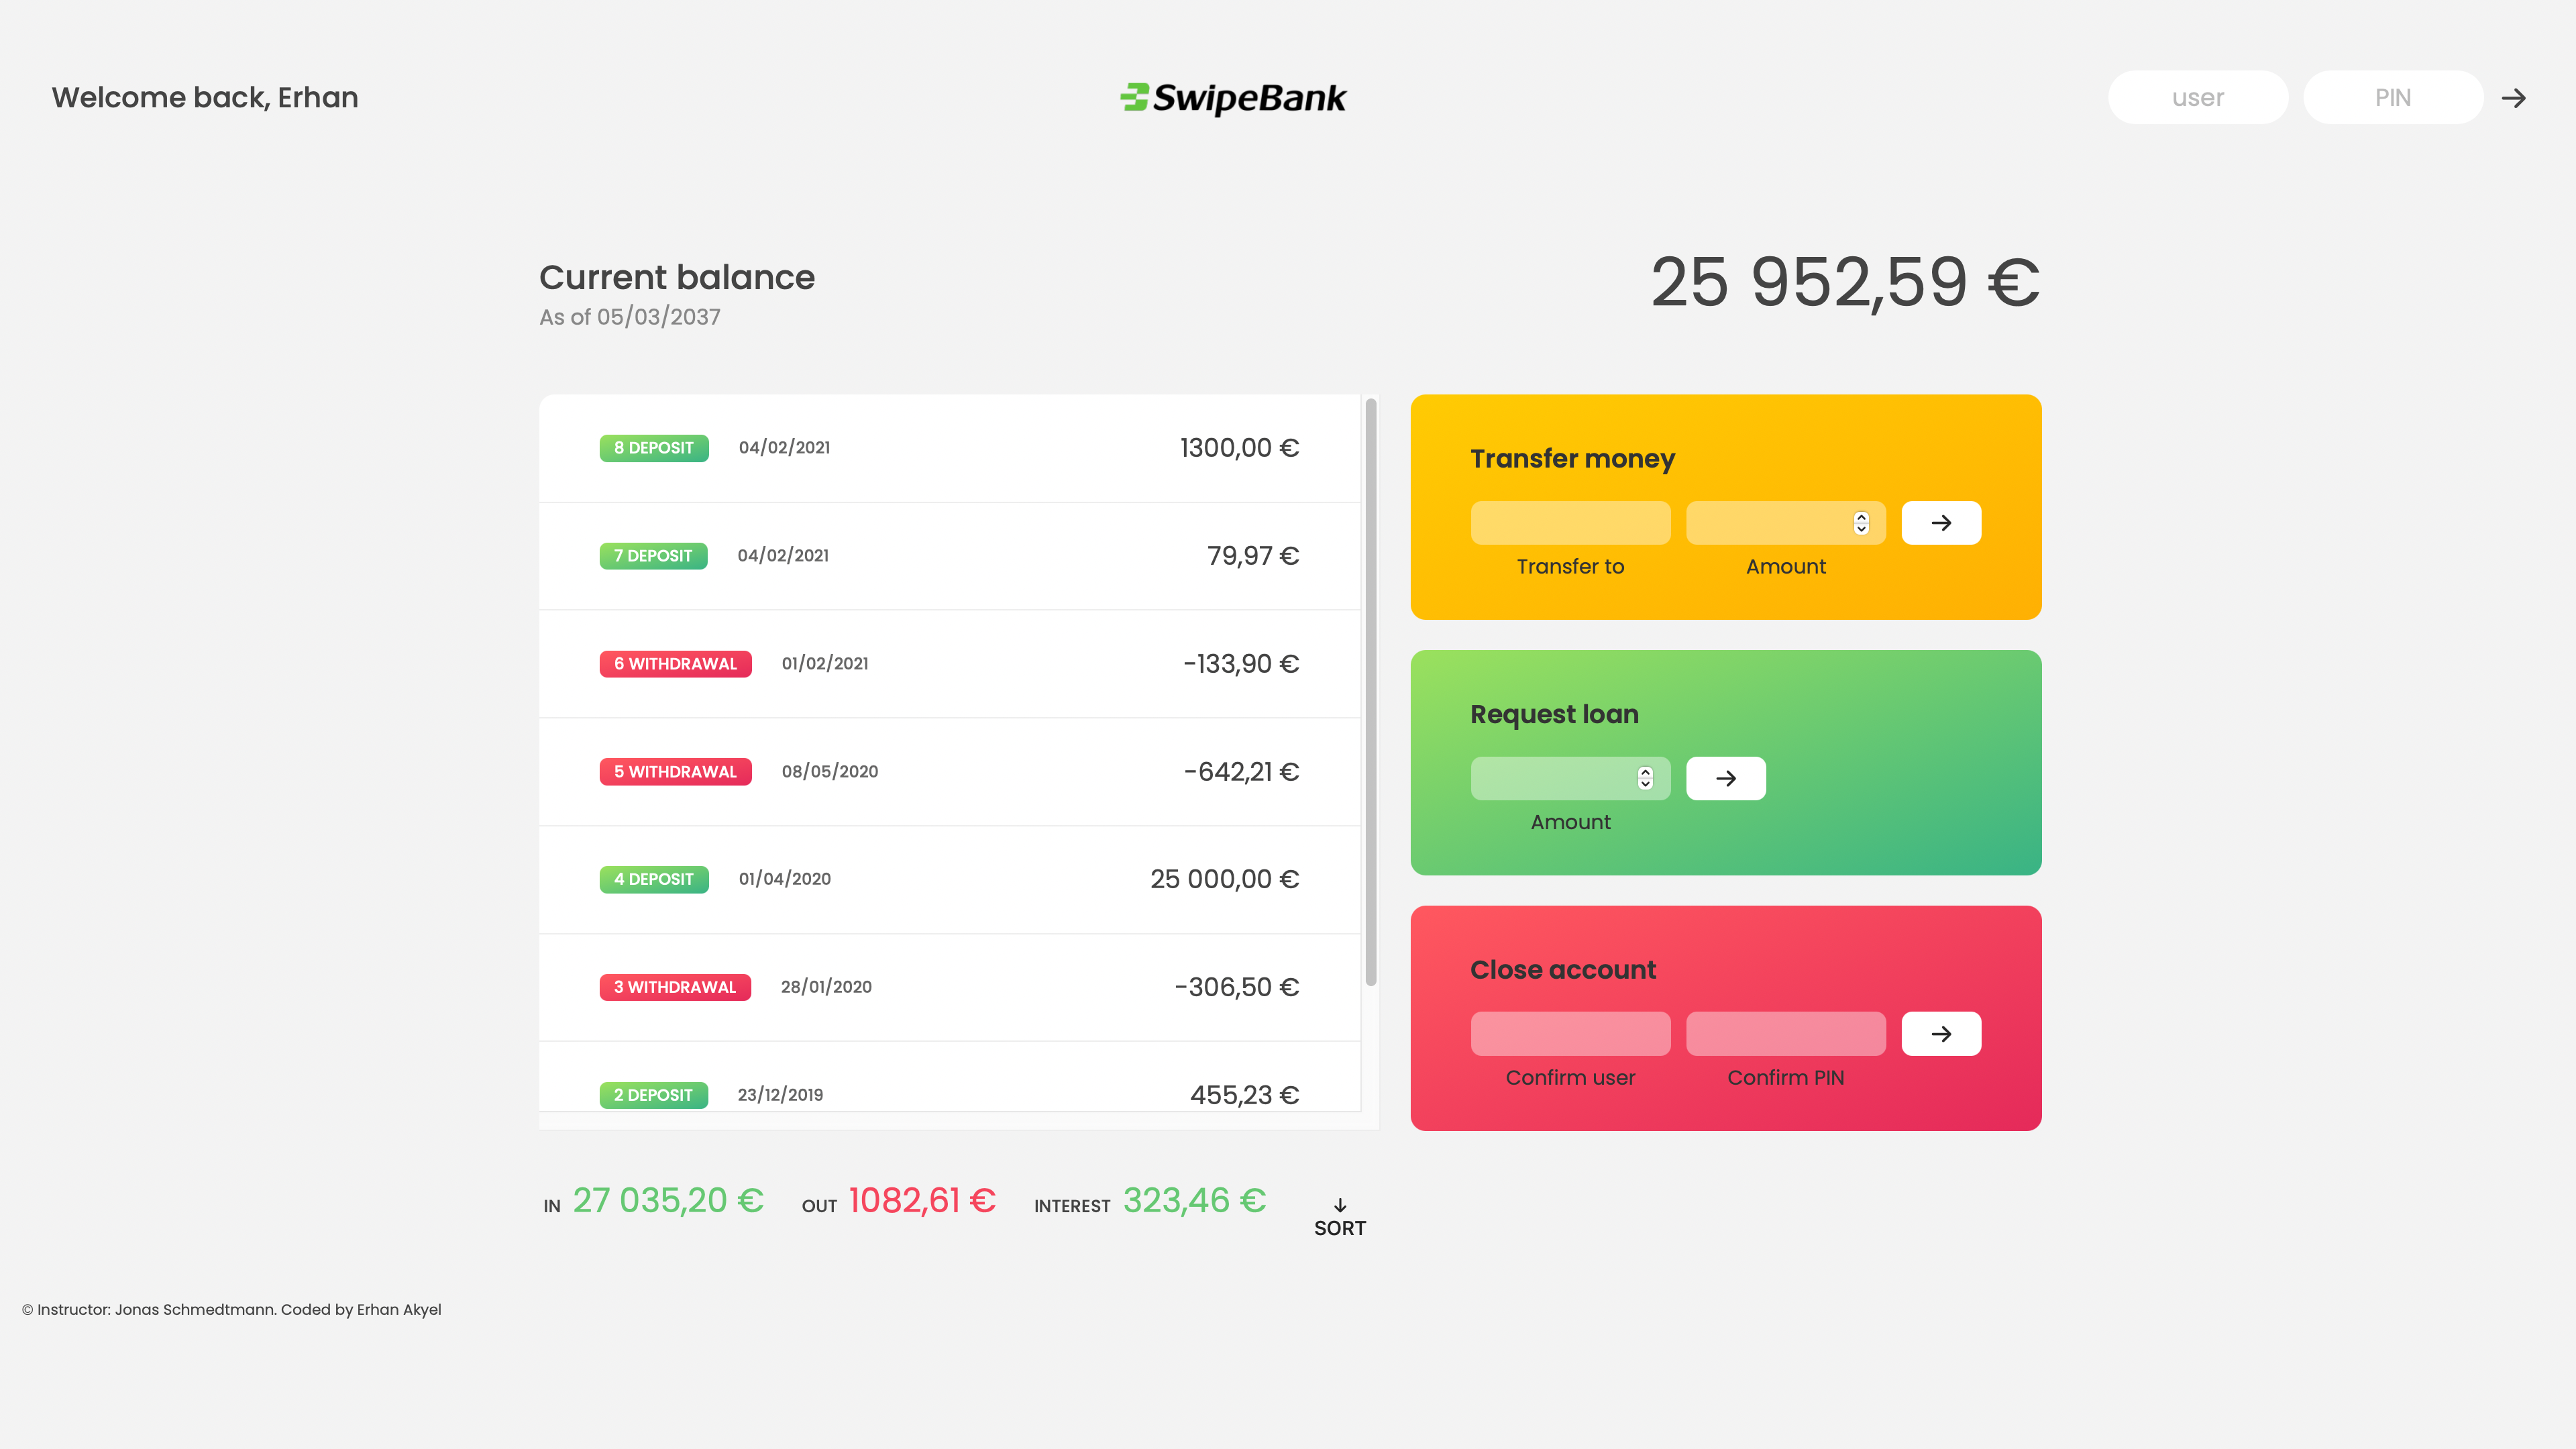 Welcome back, Erhan
SwipeBank
user
PIN
Current balance
As of 05/03/2037
25 952,59 €
8 DEPOSIT 04/02/2021 1300,00 €
7 DEPOSIT 04/02/2021 79,97 €
6 WITHDRAWAL 01/02/2021 -133,90 €
5 WITHDRAWAL 08/05/2020 -642,21 €
4 DEPOSIT 01/04/2020 25 000,00 €
3 WITHDRAWAL 28/01/2020 -306,50 €
2 DEPOSIT 23/12/2019 455,23 €
Transfer money
Transfer to Amount
Request loan
Amount
Close account
Confirm user Confirm PIN
IN 27 035,20 € OUT 1082,61 € INTEREST 323,46 €
↓ SORT
© Instructor: Jonas Schmedtmann. Coded by Erhan Akyel